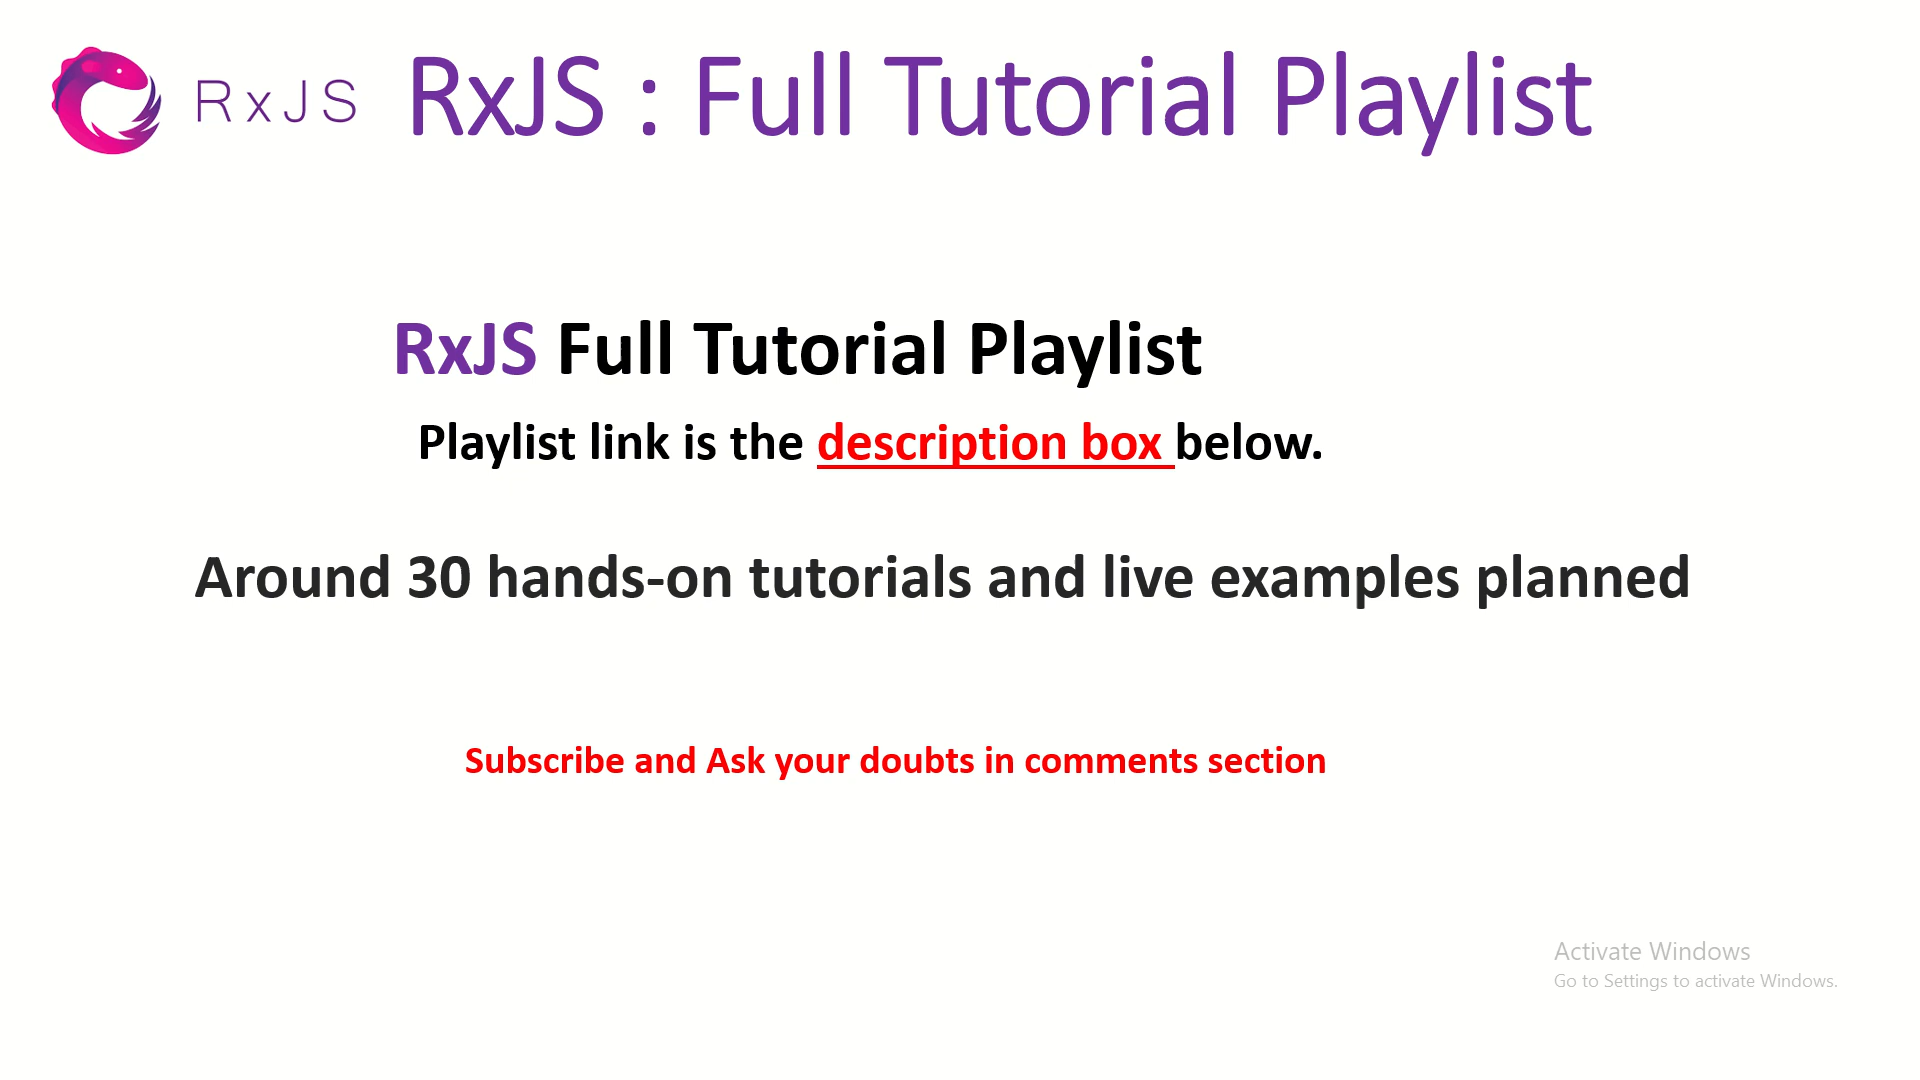 RxJS
RxJS : Full Tutorial Playlist
RxJS Full Tutorial Playlist
Playlist link is the description box below.
Around 30 hands-on tutorials and live examples planned
Subscribe and Ask your doubts in comments section
Activate Windows
Go to Settings to activate Windows.